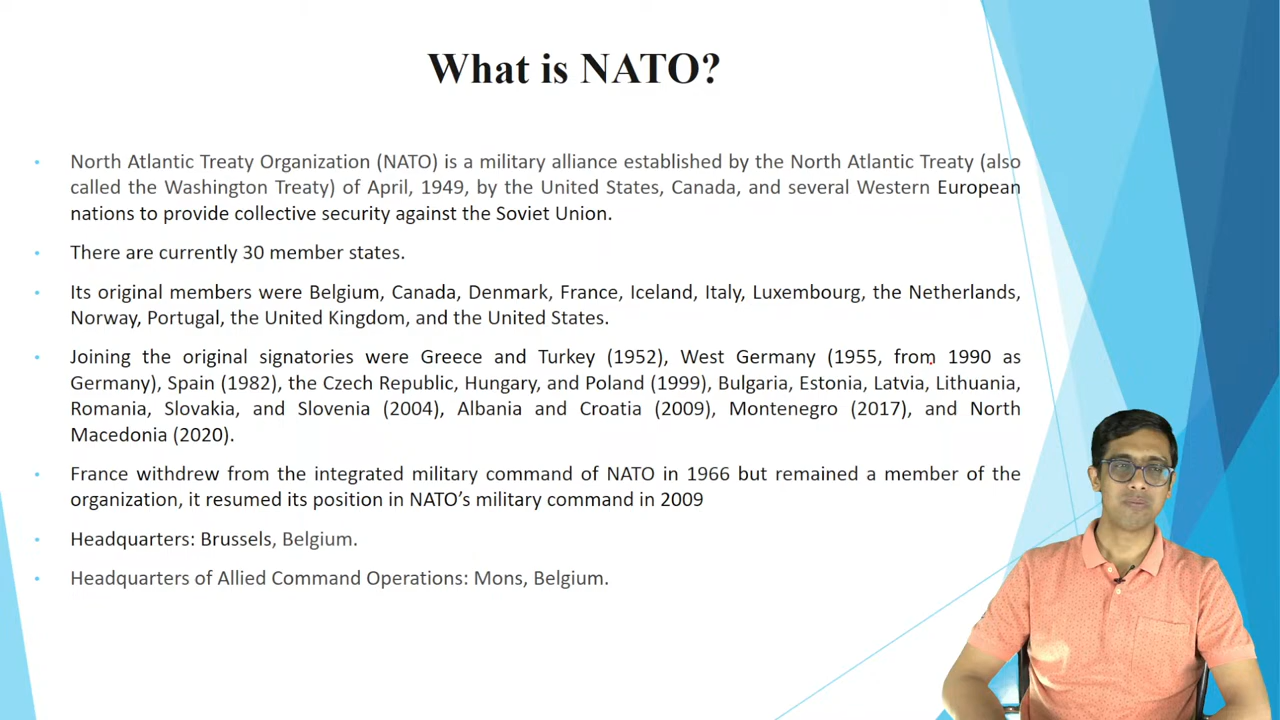 What is NATO?
• North Atlantic Treaty Organization (NATO) is a military alliance established by the North Atlantic Treaty (also
called the Washington Treaty) of April, 1949, by the United States, Canada, and several Western European
nations to provide collective security against the Soviet Union.
• There are currently 30 member states.
• Its original members were Belgium, Canada, Denmark, France, Iceland, Italy, Luxembourg, the Netherlands,
Norway, Portugal, the United Kingdom, and the United States.
• Joining the original signatories were Greece and Turkey (1952), West Germany (1955, from 1990 as
Germany), Spain (1982), the Czech Republic, Hungary, and Poland (1999), Bulgaria, Estonia, Latvia, Lithuania,
Romania, Slovakia, and Slovenia (2004), Albania and Croatia (2009), Montenegro (2017), and North
Macedonia (2020).
• France withdrew from the integrated military command of NATO in 1966 but remained a member of the
organization, it resumed its position in NATO’s military command in 2009
• Headquarters: Brussels, Belgium.
• Headquarters of Allied Command Operations: Mons, Belgium.